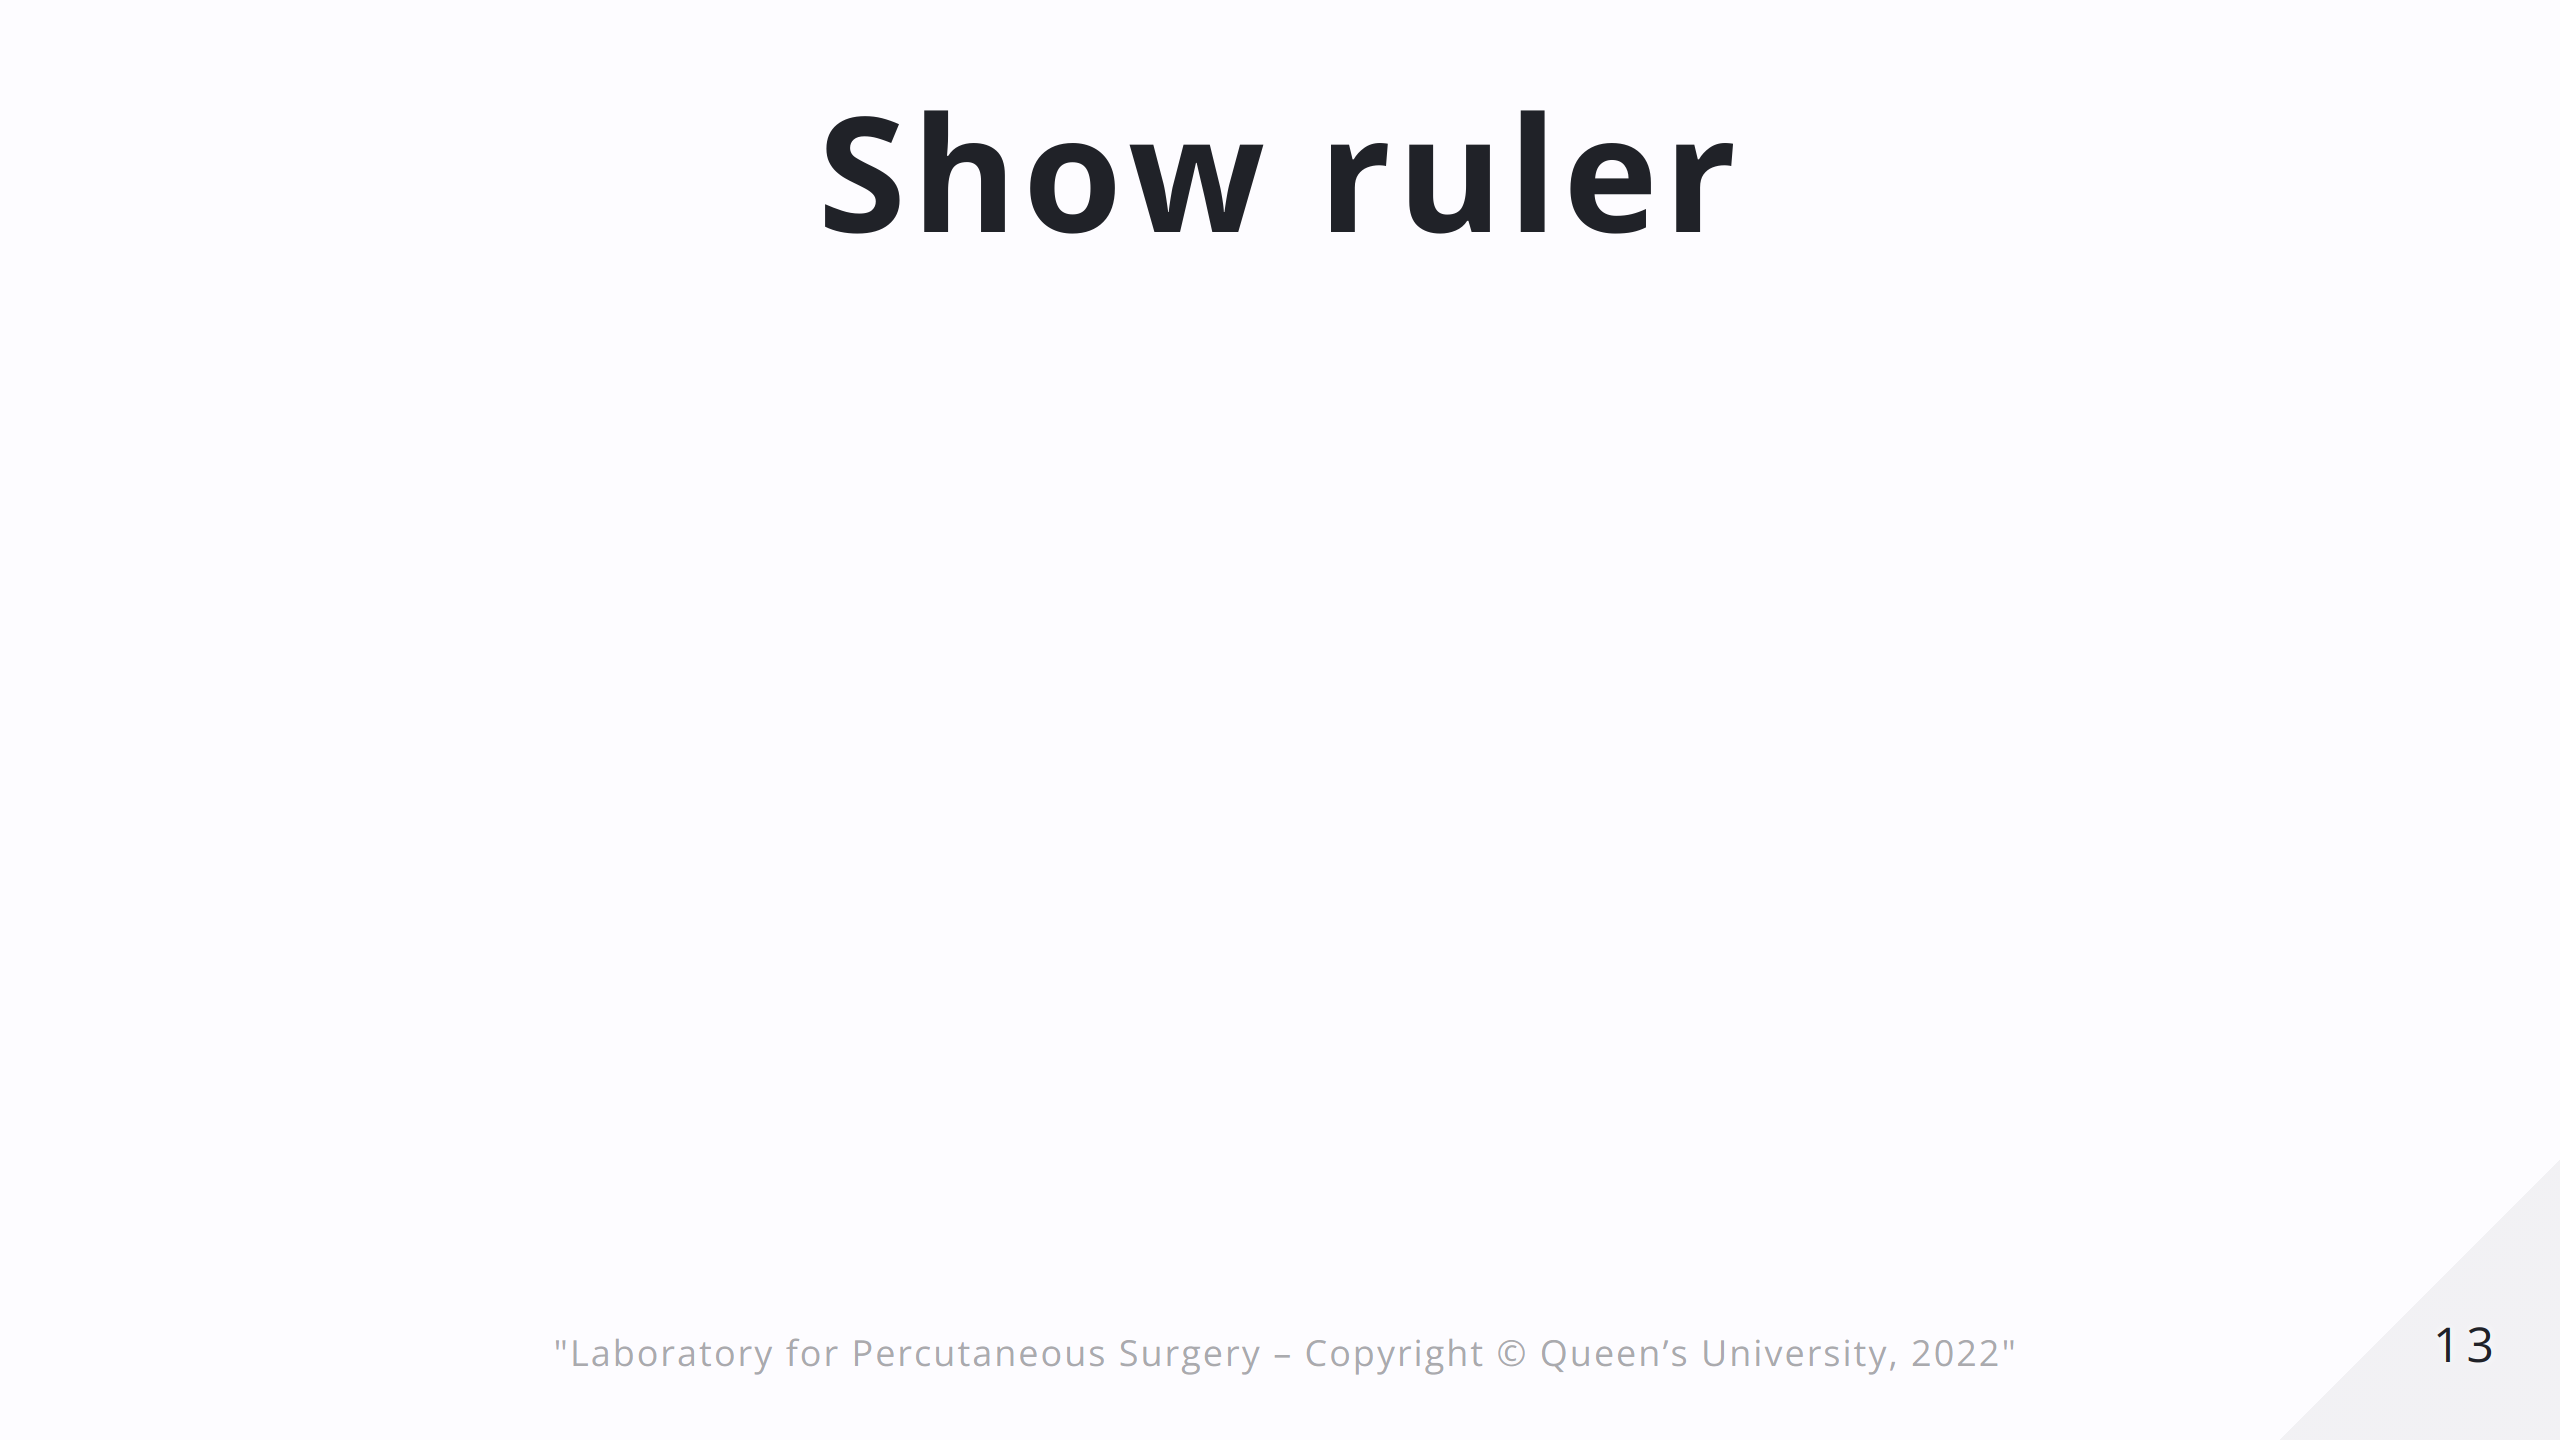 Show ruler
"Laboratory for Percutaneous Surgery – Copyright © Queen’s University, 2022"
13